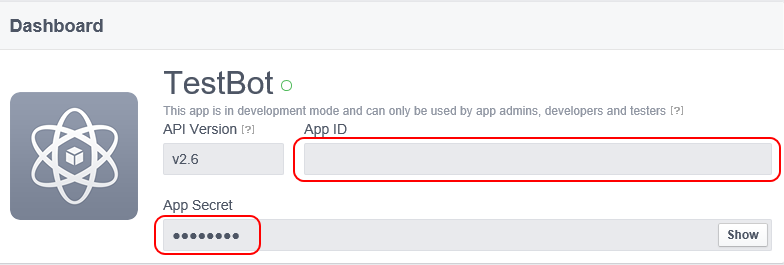 Dashboard
TestBot
This app is in development mode and can only be used by app admins, developers and testers [?]
API Version [?] App ID
v2.6
App Secret
●●●●●●●● Show